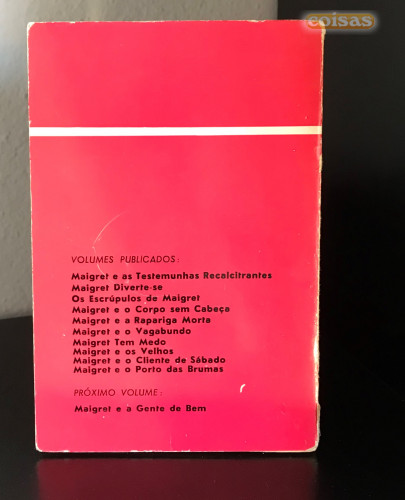 coisas
VOLUMES PUBLICADOS:
Maigret e as Testemunhas Recalcitrantes
Maigret Diverte-se
Os Escrúpulos de Maigret
Maigret e o Corpo sem Cabeça
Maigret e a Rapariga Morta
Maigret e o Vagabundo
Maigret Tem Medo
Maigret e os Velhos
Maigret e o Cliente de Sábado
Maigret e o Porto das Brumas
PRÓXIMO VOLUME:
Maigret e a Gente de Bem